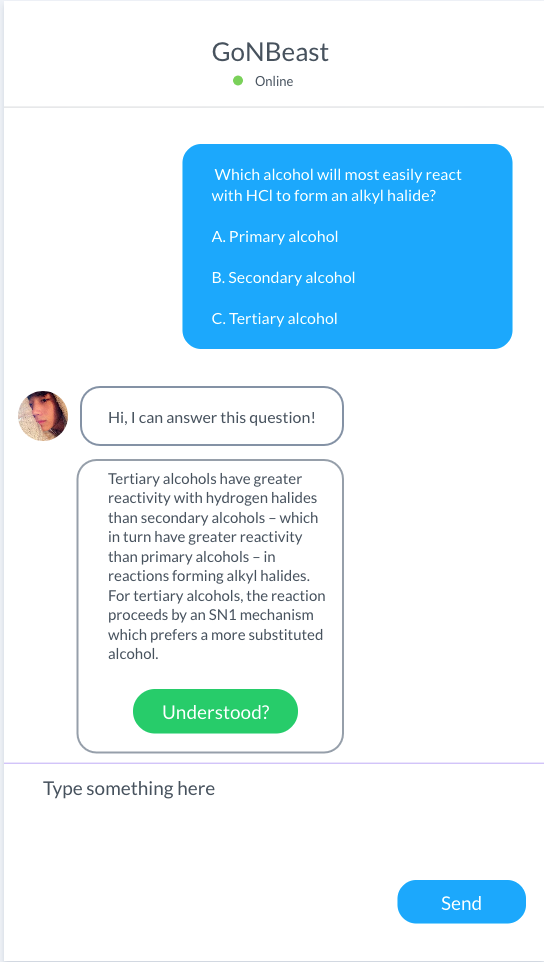 GoNBeast
Online
Which alcohol will most easily react
with HCl to form an alkyl halide?
A. Primary alcohol
B. Secondary alcohol
C. Tertiary alcohol
Hi, I can answer this question!
Tertiary alcohols have greater
reactivity with hydrogen halides
than secondary alcohols – which
in turn have greater reactivity
than primary alcohols – in
reactions forming alkyl halides.
For tertiary alcohols, the reaction
proceeds by an SN1 mechanism
which prefers a more substituted
alcohol.
Understood?
Type something here
Send